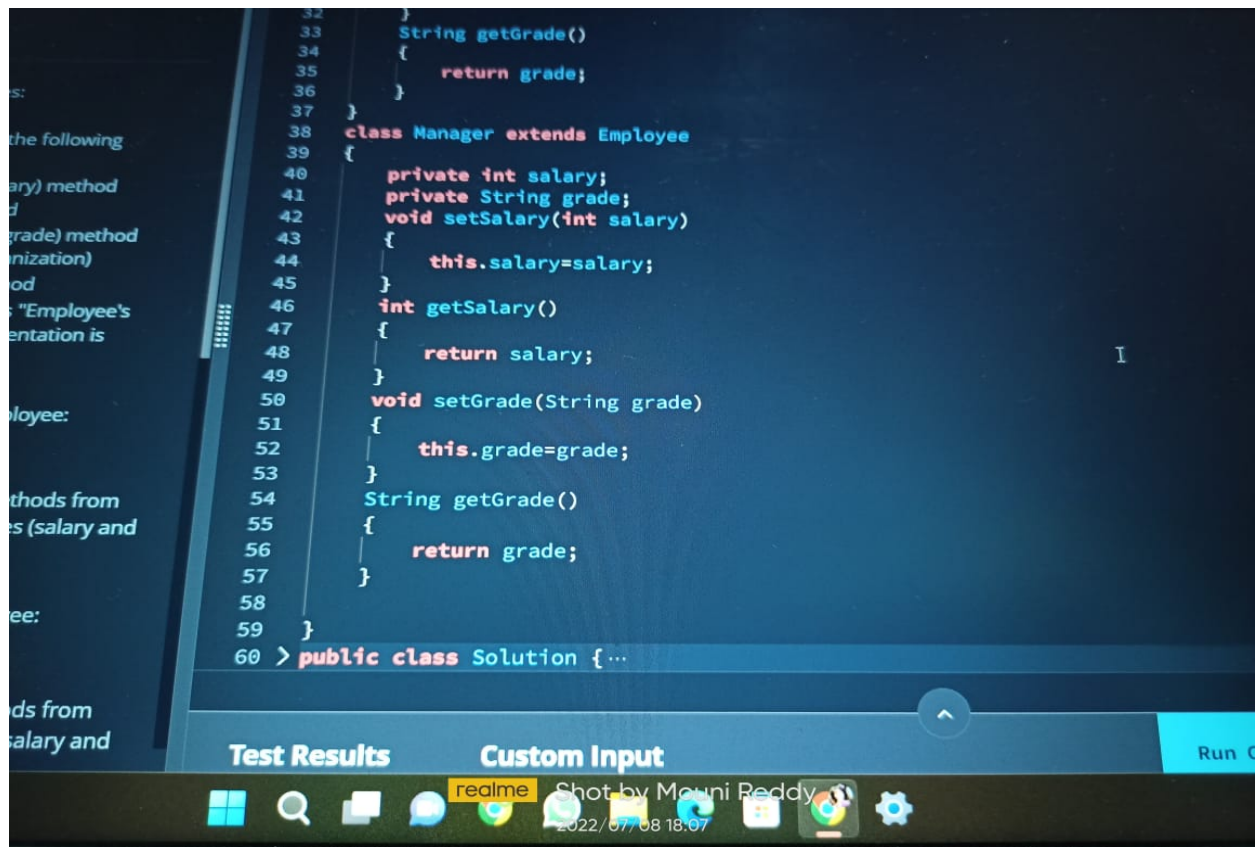 32 }
33 String getGrade()
34 {
35 return grade;
36 }
37 }
38 class Manager extends Employee
39 {
40 private int salary;
41 private String grade;
42 void setSalary(int salary)
43 {
44 this.salary=salary;
45 }
46 int getSalary()
47 {
48 return salary;
49 }
50 void setGrade(String grade)
51 {
52 this.grade=grade;
53 }
54 String getGrade()
55 {
56 return grade;
57 }
58
59 }
60 > public class Solution {···
s:
the following
ary) method
d
grade) method
nization)
od
s "Employee's
entation is
ployee:
thods from
es (salary and
ee:
ds from
salary and
Test Results Custom Input
Run
realme Shot by Mouni Reddy
2022/07/08 18:07